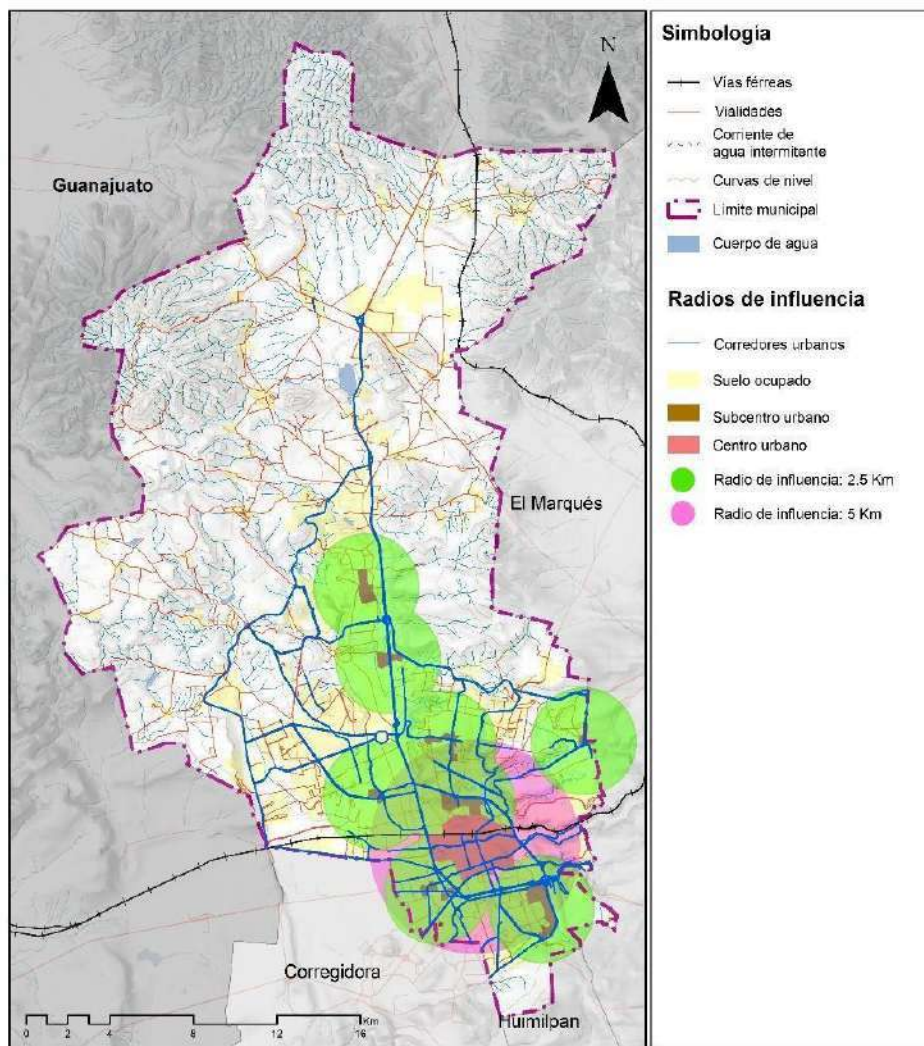 N
Guanajuato
El Marqués
Corregidora
Huimilpan
Km
0 2 4 8 12 16
Simbología
Vías férreas
Vialidades
Corriente de
agua intermitente
Curvas de nivel
Límite municipal
Cuerpo de agua
Radios de influencia
Corredores urbanos
Suelo ocupado
Subcentro urbano
Centro urbano
Radio de influencia: 2.5 Km
Radio de influencia: 5 Km